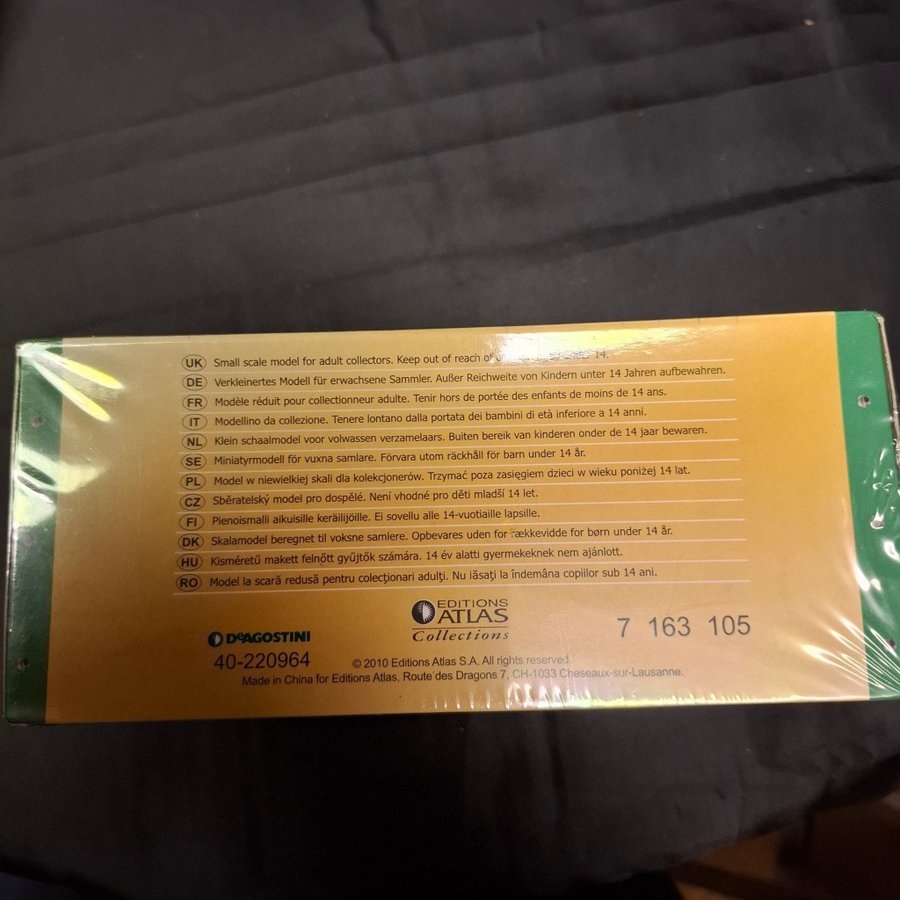 UK Small scale model for adult collectors. Keep out of reach of under 14.
DE Verkleinertes Modell für erwachsene Sammler. Außer Reichweite von Kindern unter 14 Jahren aufbewahren.
FR Modèle réduit pour collectionneur adulte. Tenir hors de portée des enfants de moins de 14 ans.
IT Modellino da collezione. Tenere lontano dalla portata dei bambini di età inferiore a 14 anni.
NL Klein schaalmodel voor volwassen verzamelaars. Buiten bereik van kinderen onder de 14 jaar bewaren.
SE Miniatyrmodell för vuxna samlare. Förvara utom räckhåll för barn under 14 år.
PL Model w niewielkiej skali dla kolekcjonerów. Trzymać poza zasięgiem dzieci w wieku poniżej 14 lat.
CZ Sběratelský model pro dospělé. Není vhodné pro děti mladší 14 let.
FI Pienoismalli aikuisille keräilijöille. Ei sovellu alle 14-vuotiaille lapsille.
DK Skalamodel beregnet til voksne samlere. Opbevares uden for rækkevidde for børn under 14 år.
HU Kisméretű makett felnőtt gyűjtők számára. 14 év alatti gyermekeknek nem ajánlott.
RO Model la scară redusă pentru colecționari adulți. Nu lăsați la îndemâna copiilor sub 14 ani.
EDITIONS
ATLAS
Collections
7 163 105
DeAGOSTINI
40-220964
© 2010 Editions Atlas S.A. All rights reserved.
Made in China for Editions Atlas, Route des Dragons 7, CH-1033 Cheseaux-sur-Lausanne.